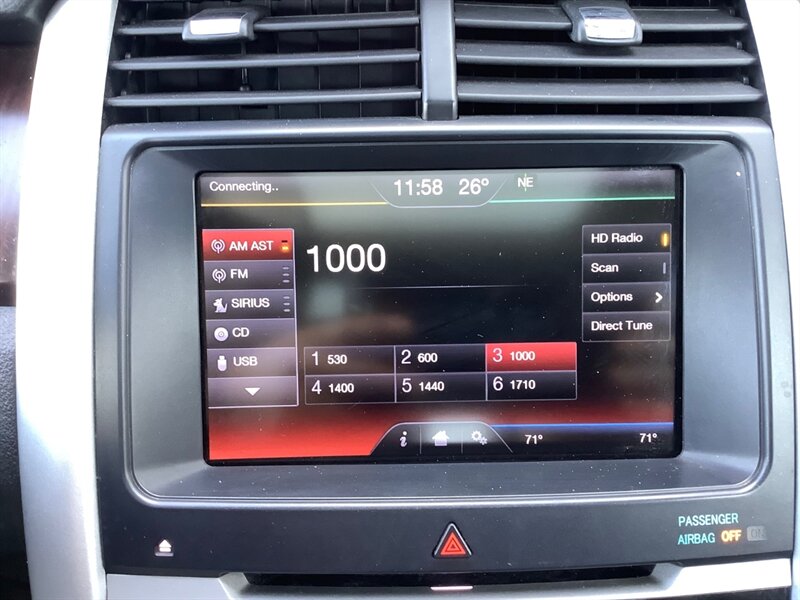 Connecting..
11:58 26° NE
AM AST
FM
SIRIUS
CD
USB
1000
HD Radio
Scan
Options
Direct Tune
1 530 2 600 3 1000
4 1400 5 1440 6 1710
i 71° 71°
PASSENGER
AIRBAG OFF ON